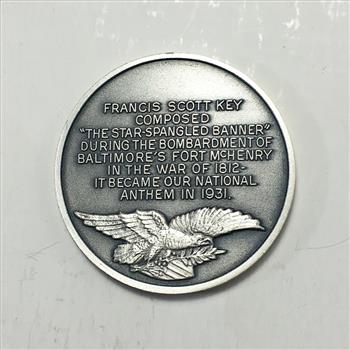 FRANCIS SCOTT KEY
COMPOSED
"THE STAR-SPANGLED BANNER"
DURING THE BOMBARDMENT OF
BALTIMORE'S FORT McHENRY
IN THE WAR OF 1812-
IT BECAME OUR NATIONAL
ANTHEM IN 1931.